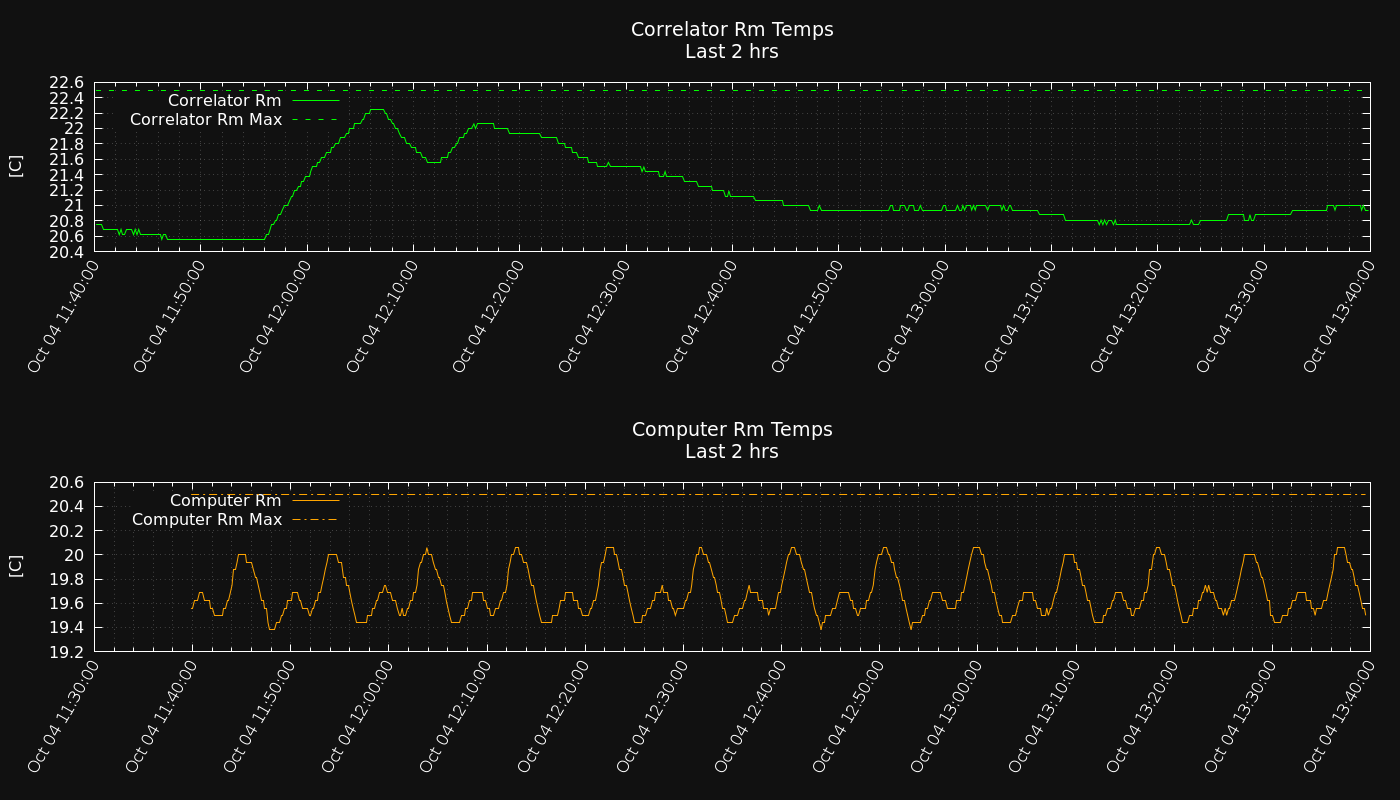 Correlator Rm Temps
Last 2 hrs
[C]
22.6
22.4
22.2
22
21.8
21.6
21.4
21.2
21
20.8
20.6
20.4
Correlator Rm
Correlator Rm Max
Oct 04 11:40:00
Oct 04 11:50:00
Oct 04 12:00:00
Oct 04 12:10:00
Oct 04 12:20:00
Oct 04 12:30:00
Oct 04 12:40:00
Oct 04 12:50:00
Oct 04 13:00:00
Oct 04 13:10:00
Oct 04 13:20:00
Oct 04 13:30:00
Oct 04 13:40:00
Computer Rm Temps
Last 2 hrs
[C]
20.6
20.4
20.2
20
19.8
19.6
19.4
19.2
Computer Rm
Computer Rm Max
Oct 04 11:30:00
Oct 04 11:40:00
Oct 04 11:50:00
Oct 04 12:00:00
Oct 04 12:10:00
Oct 04 12:20:00
Oct 04 12:30:00
Oct 04 12:40:00
Oct 04 12:50:00
Oct 04 13:00:00
Oct 04 13:10:00
Oct 04 13:20:00
Oct 04 13:30:00
Oct 04 13:40:00